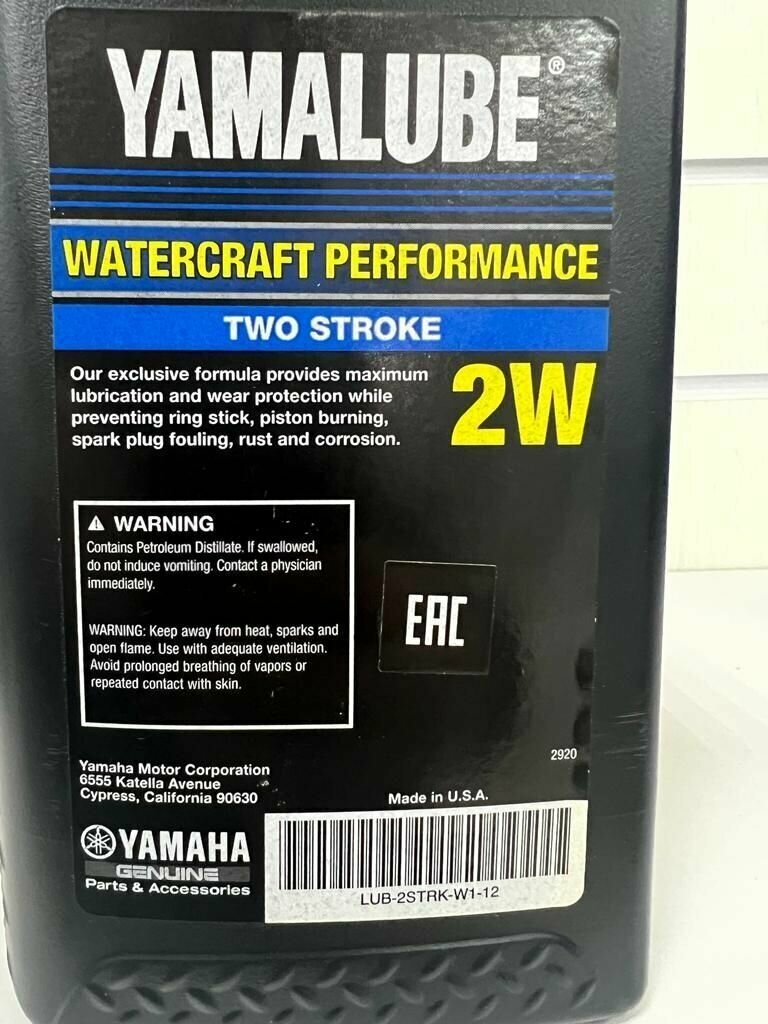 YAMALUBE®
WATERCRAFT PERFORMANCE
TWO STROKE
Our exclusive formula provides maximum
lubrication and wear protection while
preventing ring stick, piston burning,
spark plug fouling, rust and corrosion.
2W
⚠ WARNING
Contains Petroleum Distillate. If swallowed,
do not induce vomiting. Contact a physician
immediately.
WARNING: Keep away from heat, sparks and
open flame. Use with adequate ventilation.
Avoid prolonged breathing of vapors or
repeated contact with skin.
EAC
2920
Yamaha Motor Corporation
6555 Katella Avenue
Cypress, California 90630
Made in U.S.A.
YAMAHA
GENUINE
Parts & Accessories
LUB-2STRK-W1-12